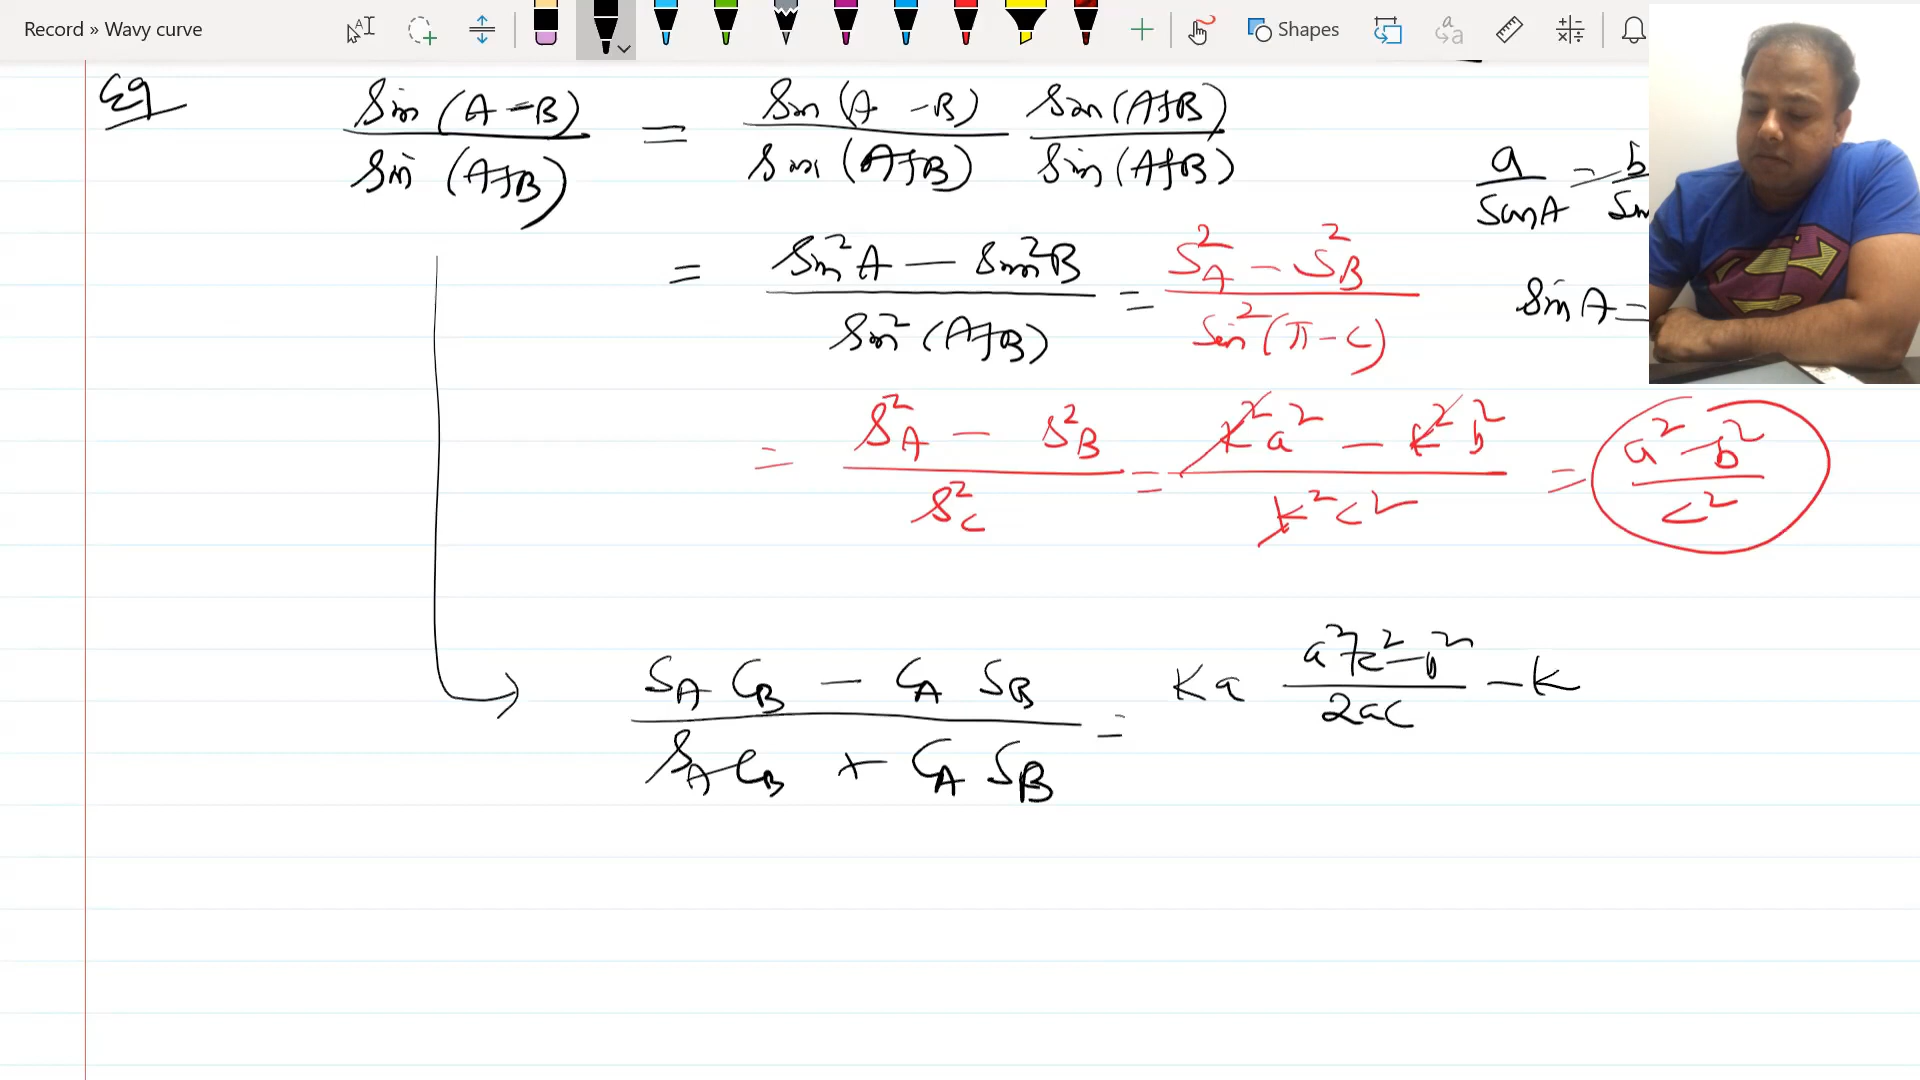 Record » Wavy curve
Shapes
Eg sin(A-B)/sin(A+B) = sin(A-B)/sin(A+B) sin(A+B)/sin(A+B)
a/sinA = b/sin
= (sin²A - sin²B)/sin²(A+B) = (S²A - S²B)/sin²(π-C)
sinA =
= (S²A - S²B)/S²C = (k²a² - k²b²)/k²c² = (a²-b²)/c²
(SA CB - CA SB)/(SA CB + CA SB) = Ka (a²+c²-b²)/2ac - K